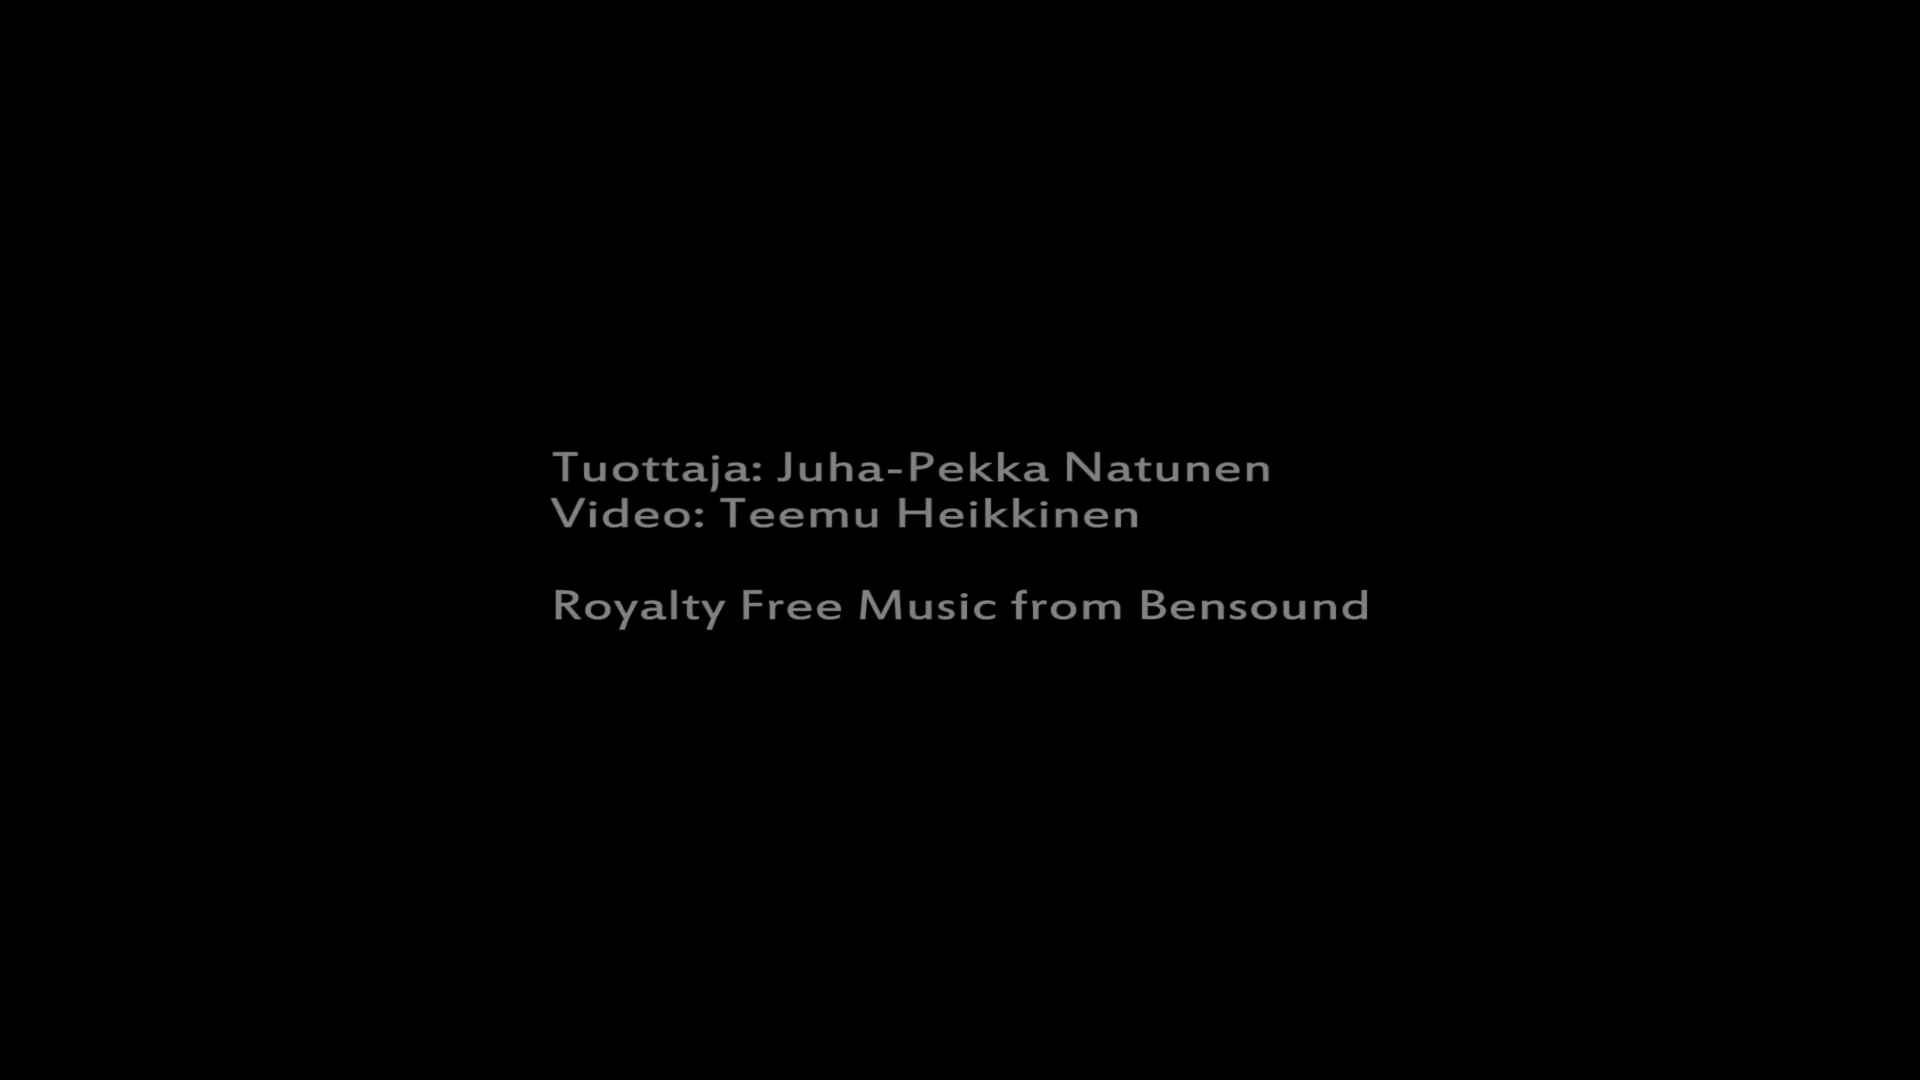 Tuottaja: Juha-Pekka Natunen
Video: Teemu Heikkinen
Royalty Free Music from Bensound